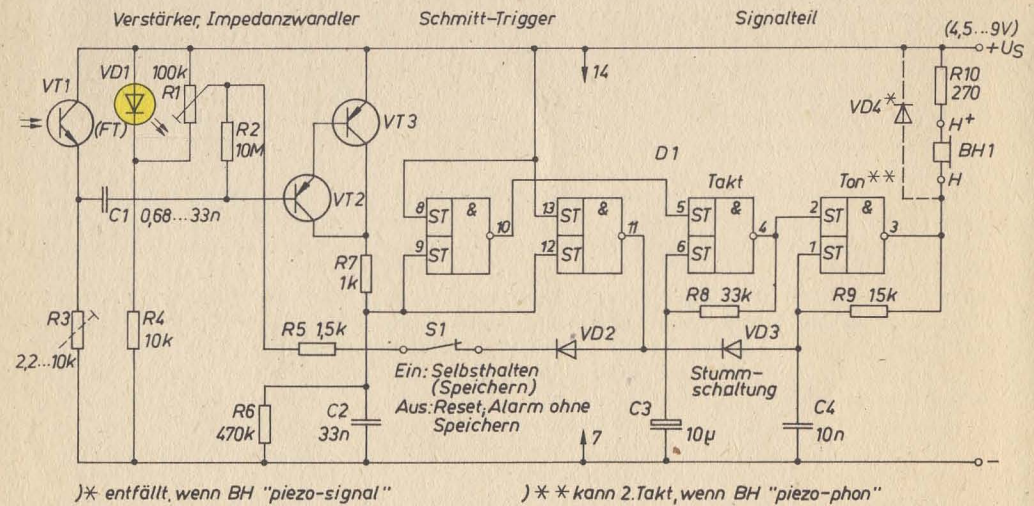 Verstärker, Impedanzwandler
Schmitt-Trigger
Signalteil
(4,5...9V)
+US
VT1
(FT)
VD1
100k
R1
R2
10M
VT3
VT2
C1
0,68...33n
R7
1k
R3
2,2...10k
R4
10k
R5 1,5k
R6
470k
C2
33n
S1
Ein: Selbsthalten
(Speichern)
Aus: Reset; Alarm ohne
Speichern
14
7
8
9
ST
ST
&
10
13
12
ST
ST
&
11
VD2
D1
Takt
5
6
ST
ST
&
4
R8 33k
VD3
Stumm-
schaltung
C3
10µ
Ton**
2
1
ST
ST
&
3
R9 15k
C4
10n
VD4*
R10
270
H+
BH1
H
-
)* entfällt, wenn BH "piezo-signal"
)** kann 2.Takt, wenn BH "piezo-phon"